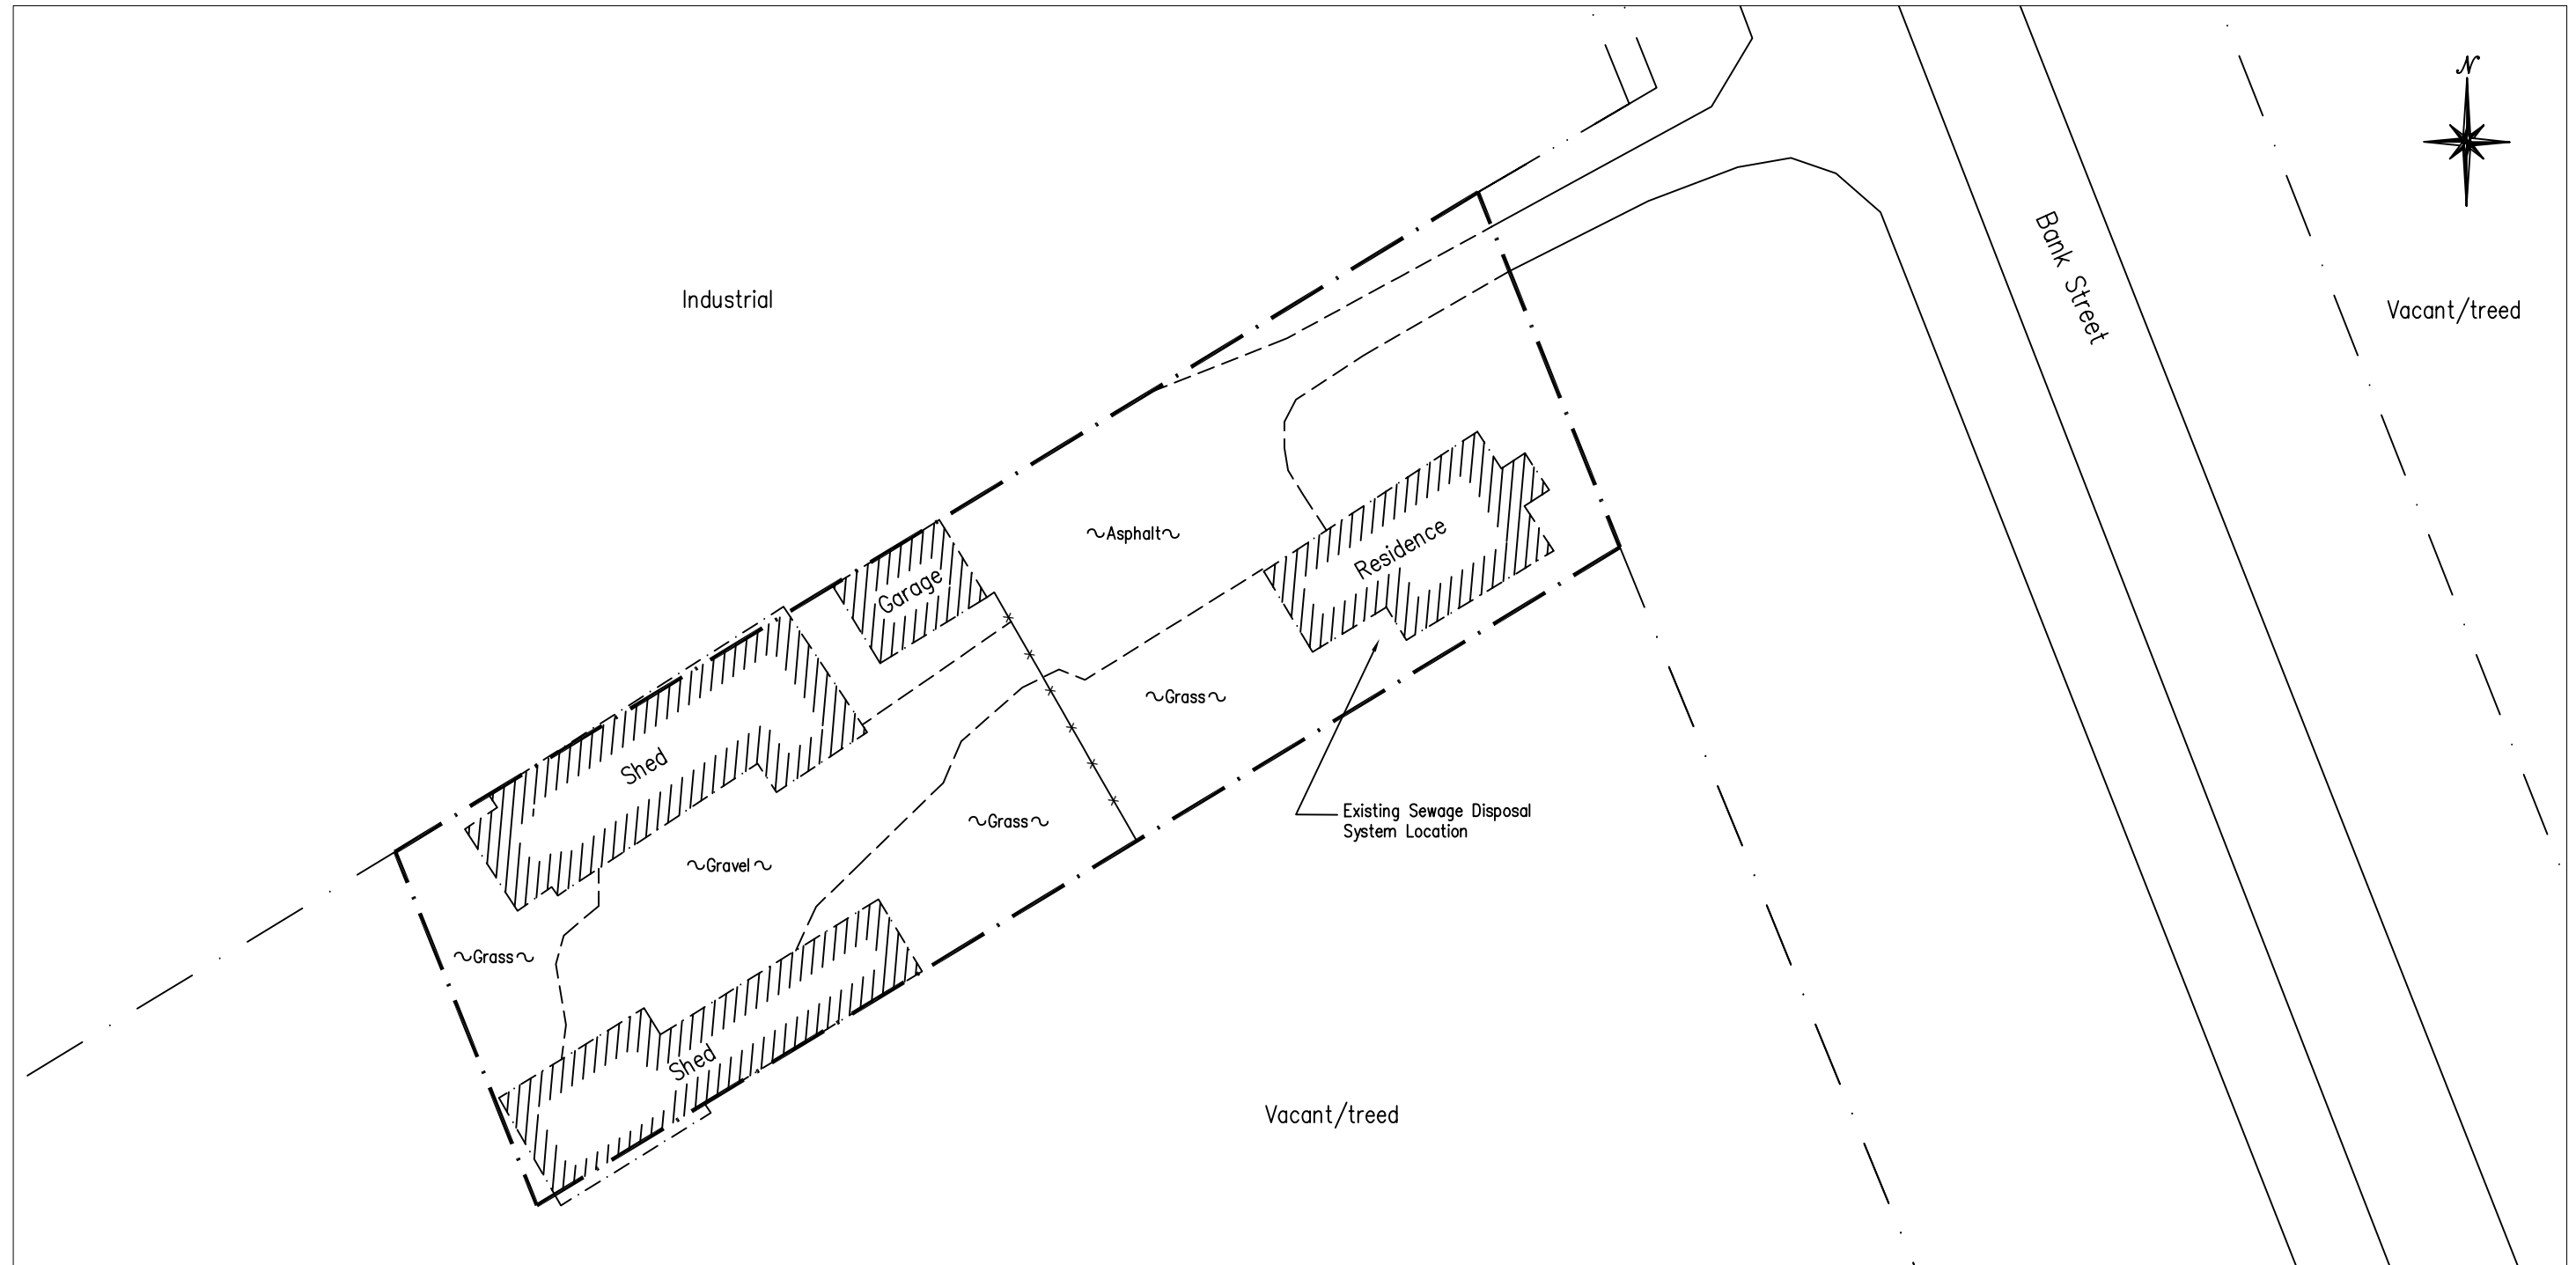 N
Bank Street
Industrial
Vacant/treed
~Asphalt~
Residence
Garage
~Grass~
Shed
Existing Sewage Disposal
System Location
~Grass~
~Gravel~
~Grass~
Shed
Vacant/treed